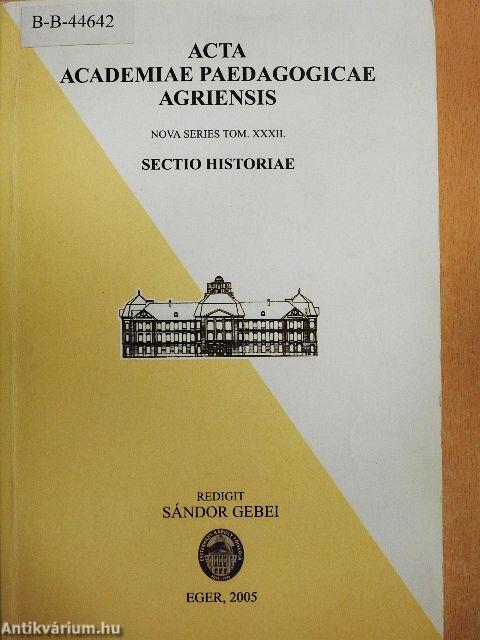 B-B-44642
ACTA
ACADEMIAE PAEDAGOGICAE
AGRIENSIS
NOVA SERIES TOM. XXXII.
SECTIO HISTORIAE
REDIGIT
SÁNDOR GEBEI
EGER, 2005
Antikvárium.hu